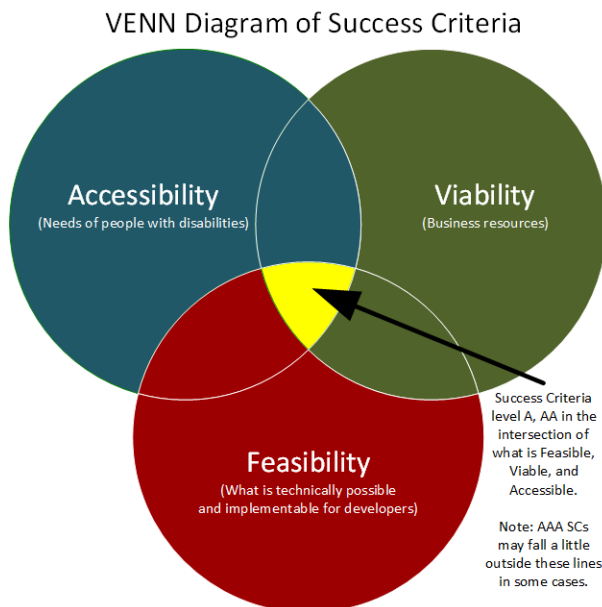 VENN Diagram of Success Criteria
Accessibility
(Needs of people with disabilities)
Viability
(Business resources)
Feasibility
(What is technically possible
and implementable for developers)
Success Criteria
level A, AA in the
intersection of
what is Feasible,
Viable, and
Accessible.
Note: AAA SCs
may fall a little
outside these lines
in some cases.